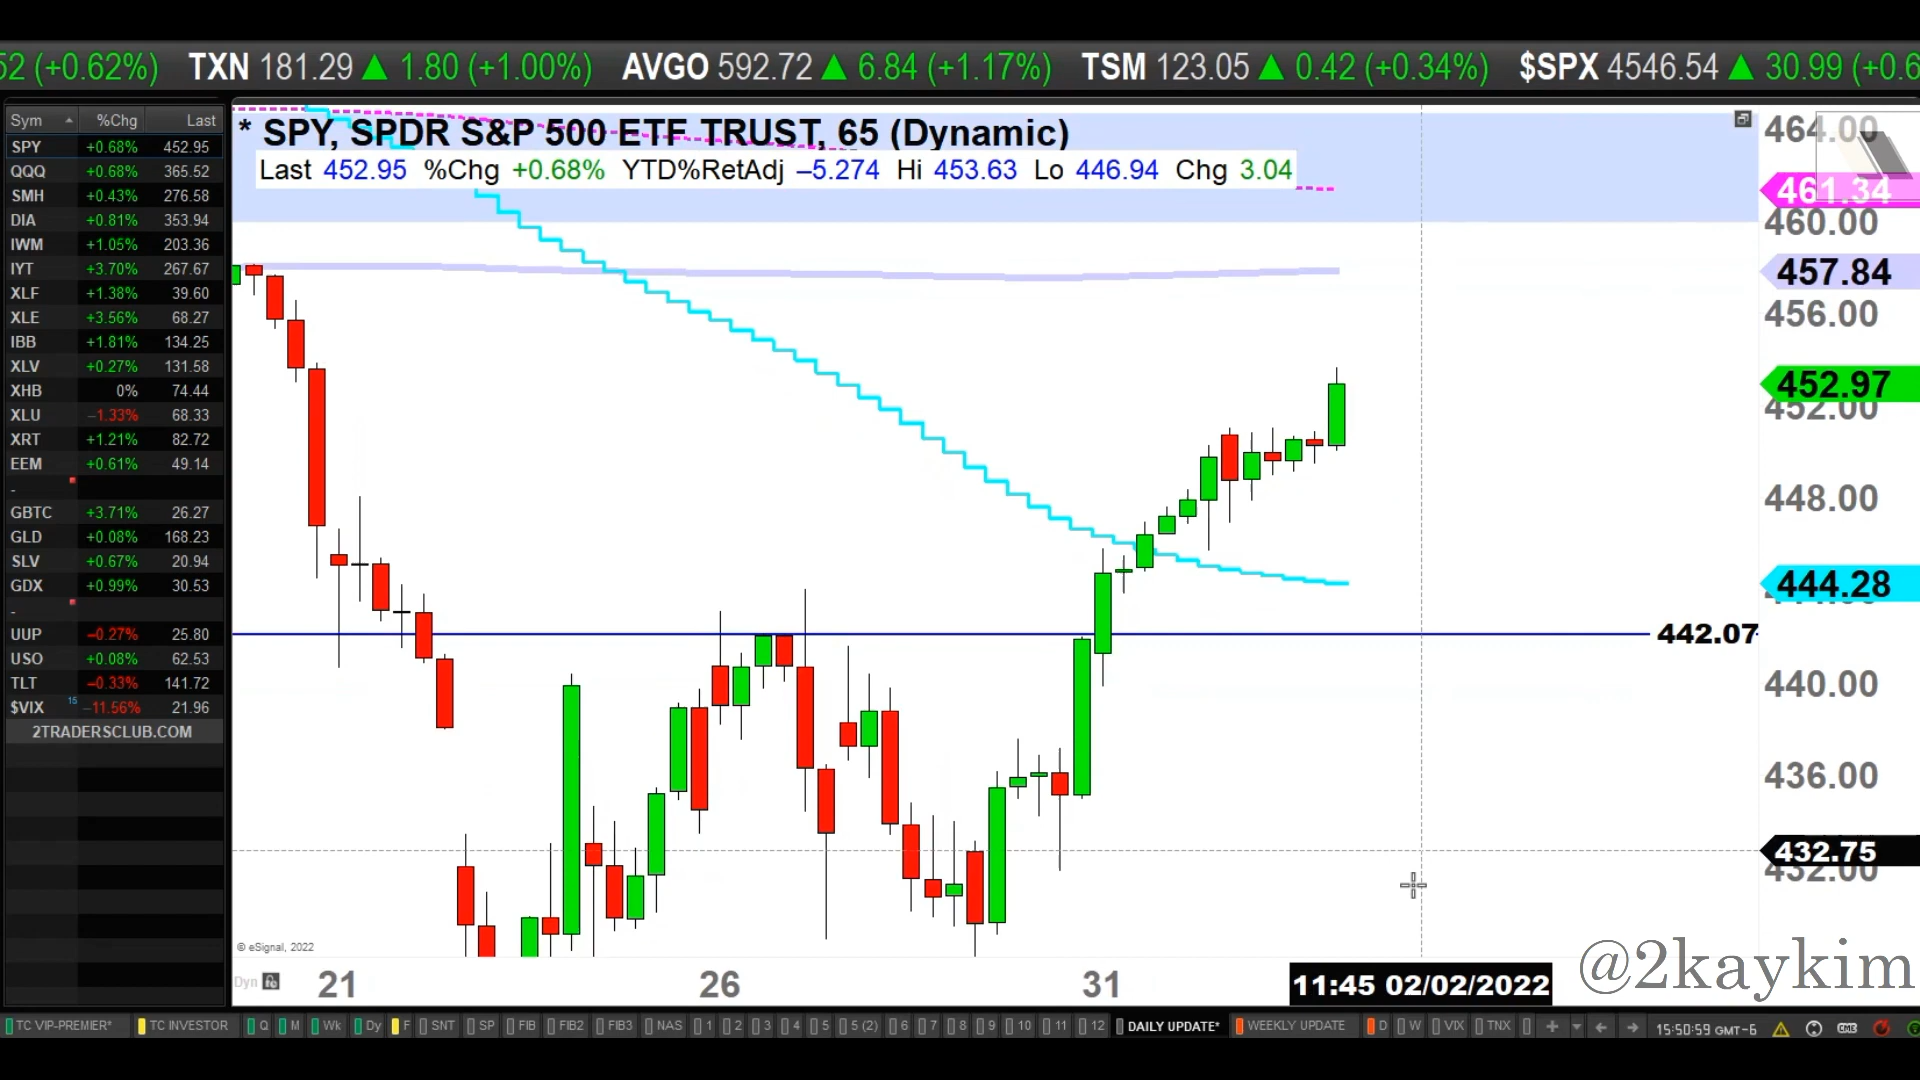 52 (+0.62%) TXN 181.29 ▲ 1.80 (+1.00%) AVGO 592.72 ▲ 6.84 (+1.17%) TSM 123.05 ▲ 0.42 (+0.34%) $SPX 4546.54 ▲ 30.99 (+0.6
Sym %Chg Last
SPY +0.68% 452.95
QQQ +0.68% 365.52
SMH +0.43% 276.58
DIA +0.81% 353.94
IWM +1.05% 203.36
IYT +3.70% 267.67
XLF +1.38% 39.60
XLE +3.56% 68.27
IBB +1.81% 134.25
XLV +0.27% 131.58
XHB 0% 74.44
XLU –1.33% 68.33
XRT +1.21% 82.72
EEM +0.61% 49.14
-
GBTC +3.71% 26.27
GLD +0.08% 168.23
SLV +0.67% 20.94
GDX +0.99% 30.53
-
UUP –0.27% 25.80
USO +0.08% 62.53
TLT –0.33% 141.72
$VIX 15 –11.56% 21.96
2TRADERSCLUB.COM
* SPY, SPDR S&P 500 ETF TRUST, 65 (Dynamic)
Last 452.95 %Chg +0.68% YTD%RetAdj –5.274 Hi 453.63 Lo 446.94 Chg 3.04
464.00
461.34
460.00
457.84
456.00
452.97
452.00
448.00
444.28
442.07
440.00
436.00
432.75
432.00
© eSignal, 2022
Dyn 21 26 31 11:45 02/02/2022
@2kaykim
TC VIP-PREMIER* TC INVESTOR Q M Wk Dy F SNT SP FIB FIB2 FIB3 NAS 1 2 3 4 5 5 (2) 6 7 8 9 10 11 12 DAILY UPDATE* WEEKLY UPDATE D W VIX TNX 15:50:59 GMT-6 CME